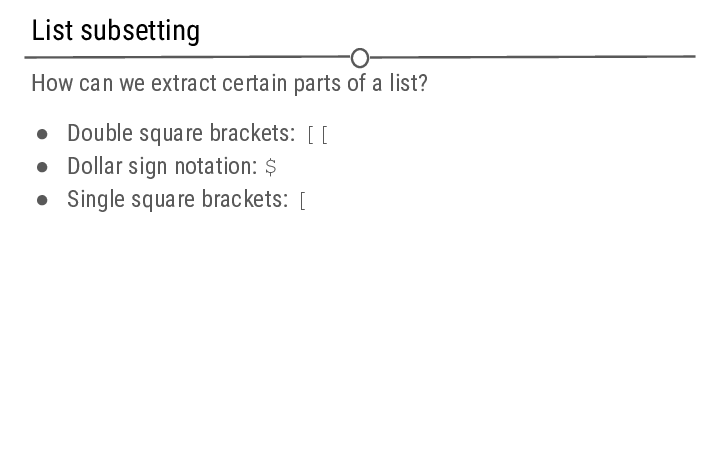 List subsetting
How can we extract certain parts of a list?
● Double square brackets: [[
● Dollar sign notation: $
● Single square brackets: [